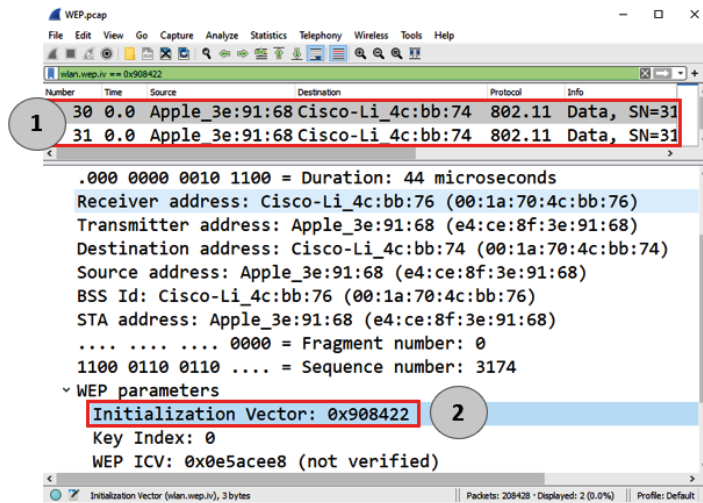 WEP.pcap
File Edit View Go Capture Analyze Statistics Telephony Wireless Tools Help
wlan.wep.iv == 0x908422
Number Time Source Destination Protocol Info
1
30 0.0 Apple_3e:91:68 Cisco-Li_4c:bb:74 802.11 Data, SN=31
31 0.0 Apple_3e:91:68 Cisco-Li_4c:bb:74 802.11 Data, SN=31
.000 0000 0010 1100 = Duration: 44 microseconds
Receiver address: Cisco-Li_4c:bb:76 (00:1a:70:4c:bb:76)
Transmitter address: Apple_3e:91:68 (e4:ce:8f:3e:91:68)
Destination address: Cisco-Li_4c:bb:74 (00:1a:70:4c:bb:74)
Source address: Apple_3e:91:68 (e4:ce:8f:3e:91:68)
BSS Id: Cisco-Li_4c:bb:76 (00:1a:70:4c:bb:76)
STA address: Apple_3e:91:68 (e4:ce:8f:3e:91:68)
.... .... .... 0000 = Fragment number: 0
1100 0110 0110 .... = Sequence number: 3174
WEP parameters
Initialization Vector: 0x908422
2
Key Index: 0
WEP ICV: 0x0e5acee8 (not verified)
Initialization Vector (wlan.wep.iv), 3 bytes
Packets: 208428 · Displayed: 2 (0.0%)
Profile: Default